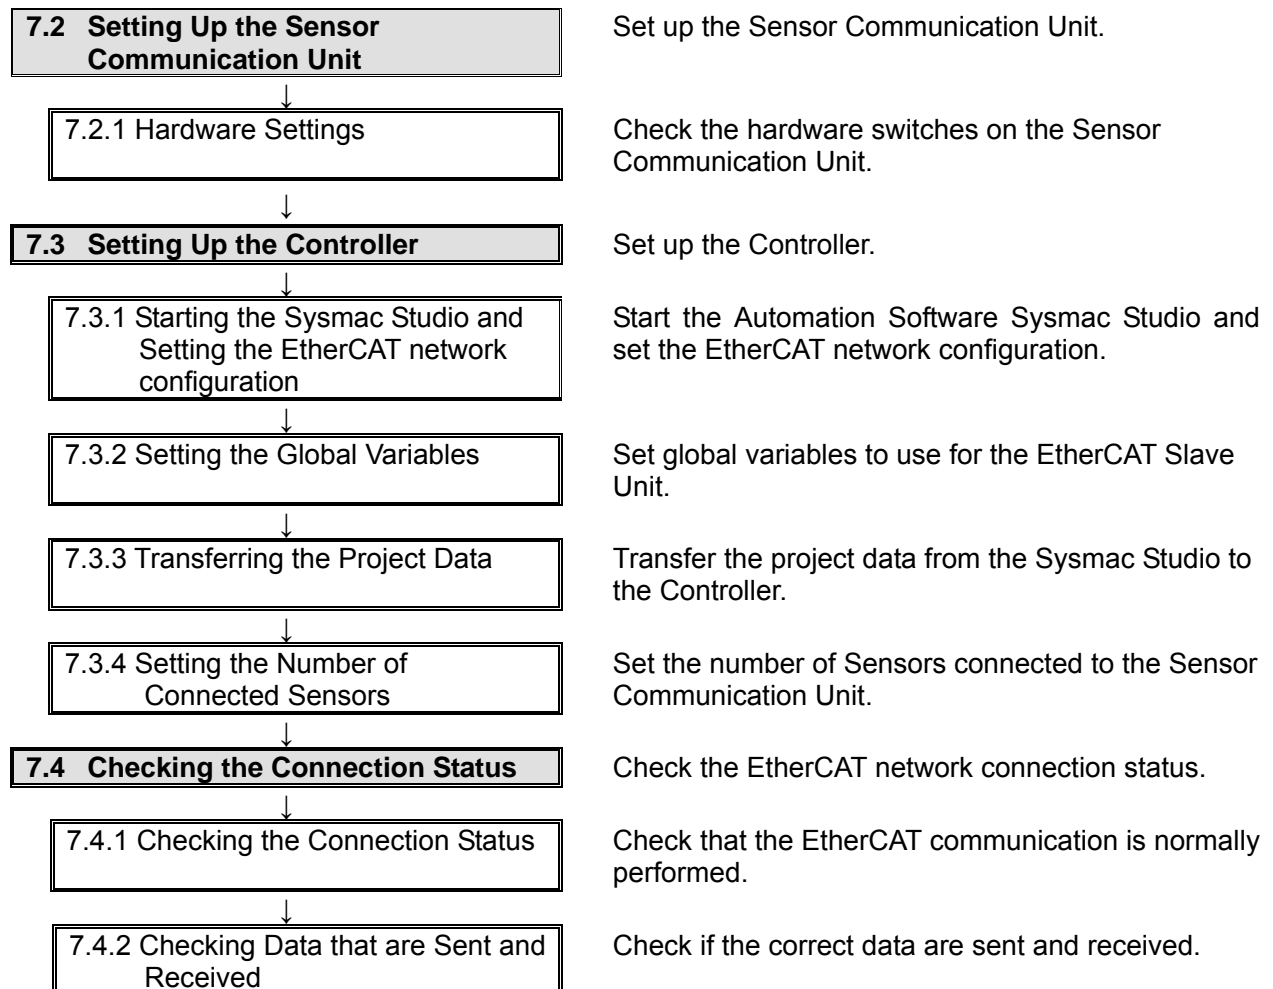 7.2 Setting Up the Sensor
Communication Unit
Set up the Sensor Communication Unit.
↓
7.2.1 Hardware Settings
Check the hardware switches on the Sensor
Communication Unit.
↓
7.3 Setting Up the Controller
Set up the Controller.
↓
7.3.1 Starting the Sysmac Studio and
Setting the EtherCAT network
configuration
Start the Automation Software Sysmac Studio and
set the EtherCAT network configuration.
↓
7.3.2 Setting the Global Variables
Set global variables to use for the EtherCAT Slave
Unit.
↓
7.3.3 Transferring the Project Data
Transfer the project data from the Sysmac Studio to
the Controller.
↓
7.3.4 Setting the Number of
Connected Sensors
Set the number of Sensors connected to the Sensor
Communication Unit.
↓
7.4 Checking the Connection Status
Check the EtherCAT network connection status.
↓
7.4.1 Checking the Connection Status
Check that the EtherCAT communication is normally
performed.
↓
7.4.2 Checking Data that are Sent and
Received
Check if the correct data are sent and received.